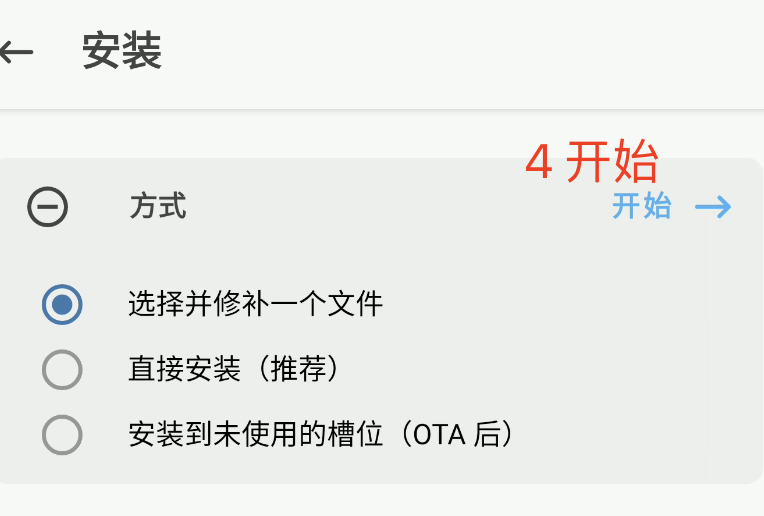 安装
4 开始
方式
开始
选择并修补一个文件
直接安装（推荐）
安装到未使用的槽位（OTA 后）